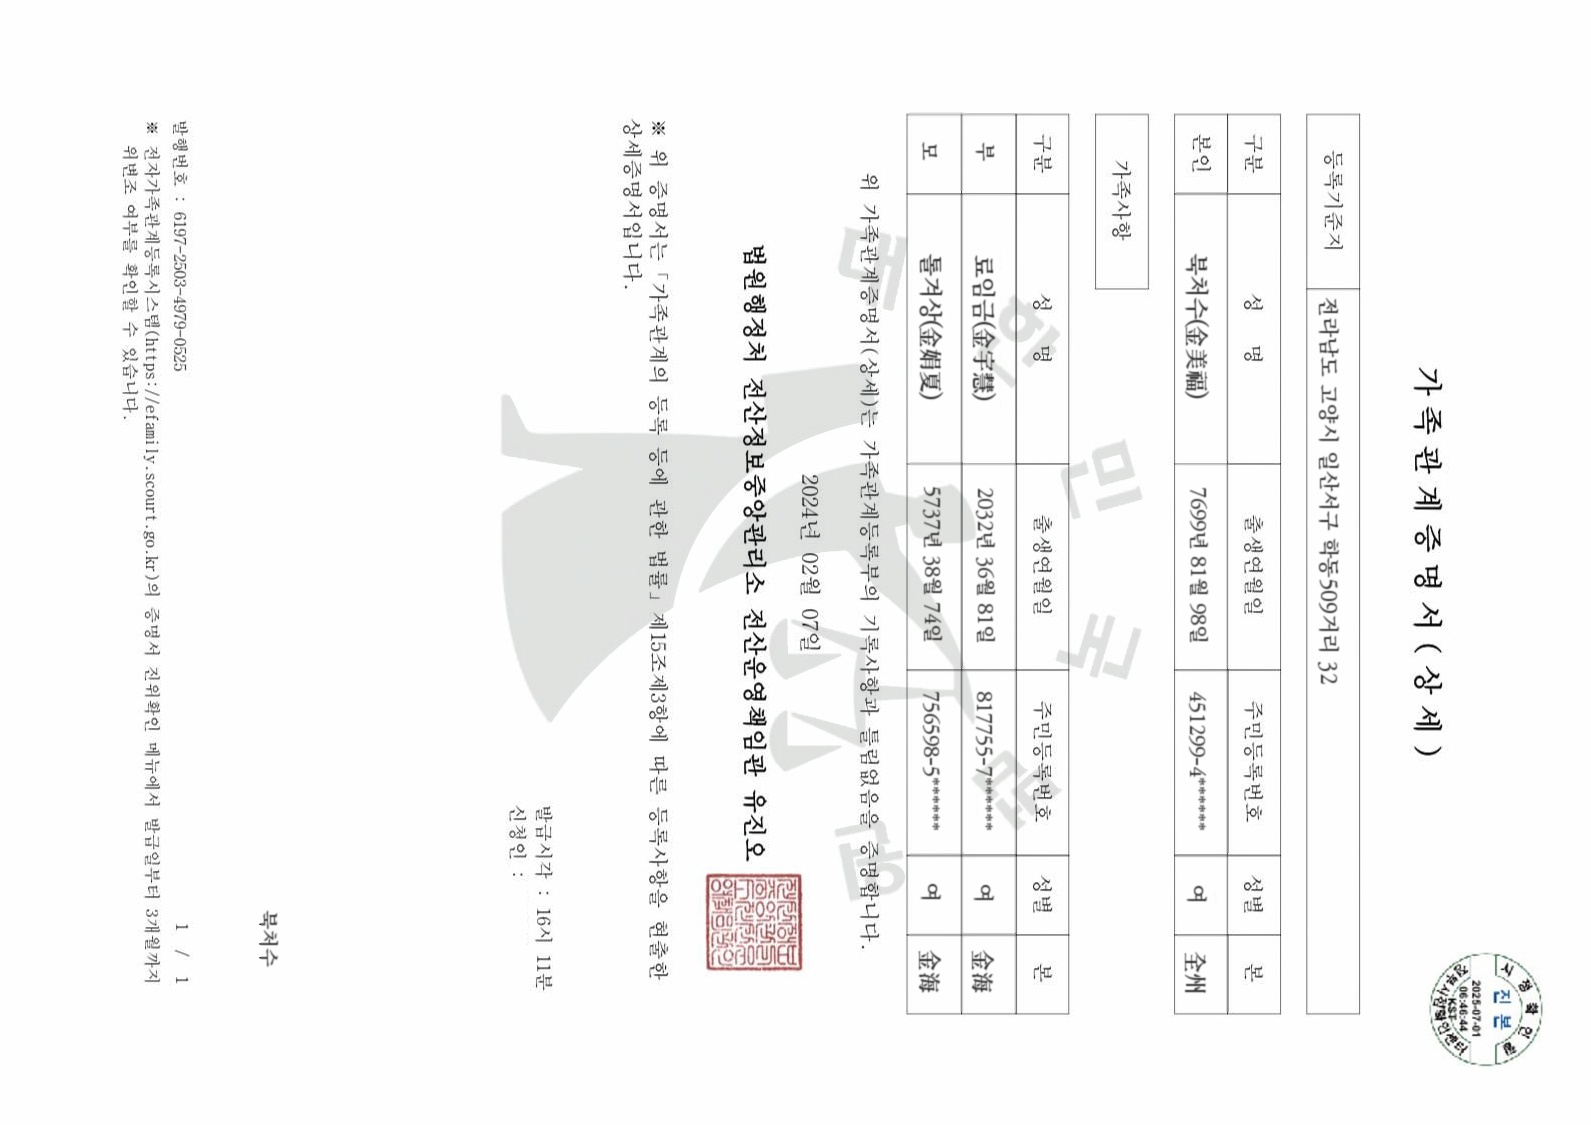 가족관계증명서(상세)
등록기준지 전라남도 고양시 일산서구 학동509거리 32
구분 성 명 출생연월일 주민등록번호 성별 본
본인 복처수(金美福) 7699년 81월 98일 451299-4****** 여 全州
가족사항
구분 성 명 출생연월일 주민등록번호 성별 본
부 료임금(金宇慧) 2032년 36월 81일 817755-7****** 여 金海
모 톨겨상(金娟夏) 5737년 38월 74일 756598-5****** 여 金海
위 가족관계증명서(상세)는 가족관계등록부의 기록사항과 틀림없음을 증명합니다.
2024년 02월 07일
법원행정처 전산정보중앙관리소 전산운영책임관 유진오
※ 위 증명서는 「가족관계의 등록 등에 관한 법률」 제15조제3항에 따른 등록사항을 현출한
상세증명서입니다.
발급시각 : 16시 11분
신청인 :
복처수
발행번호 : 6197-2503-4979-0525
1 / 1
※ 전자가족관계등록시스템(https://efamily.scourt.go.kr)의 증명서 진위확인 메뉴에서 발급일부터 3개월까지
위변조 여부를 확인할 수 있습니다.
대한민국법원
시점확인필
진본
2025-07-01
06:46:44
KST